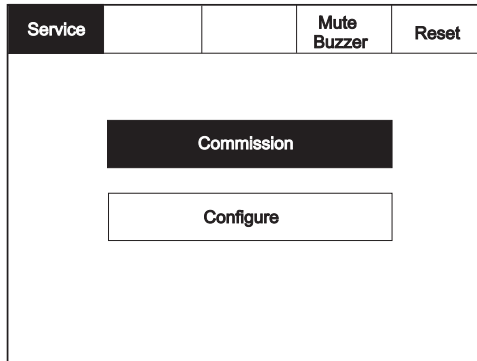 Service
Mute
Buzzer
Reset
Commission
Configure